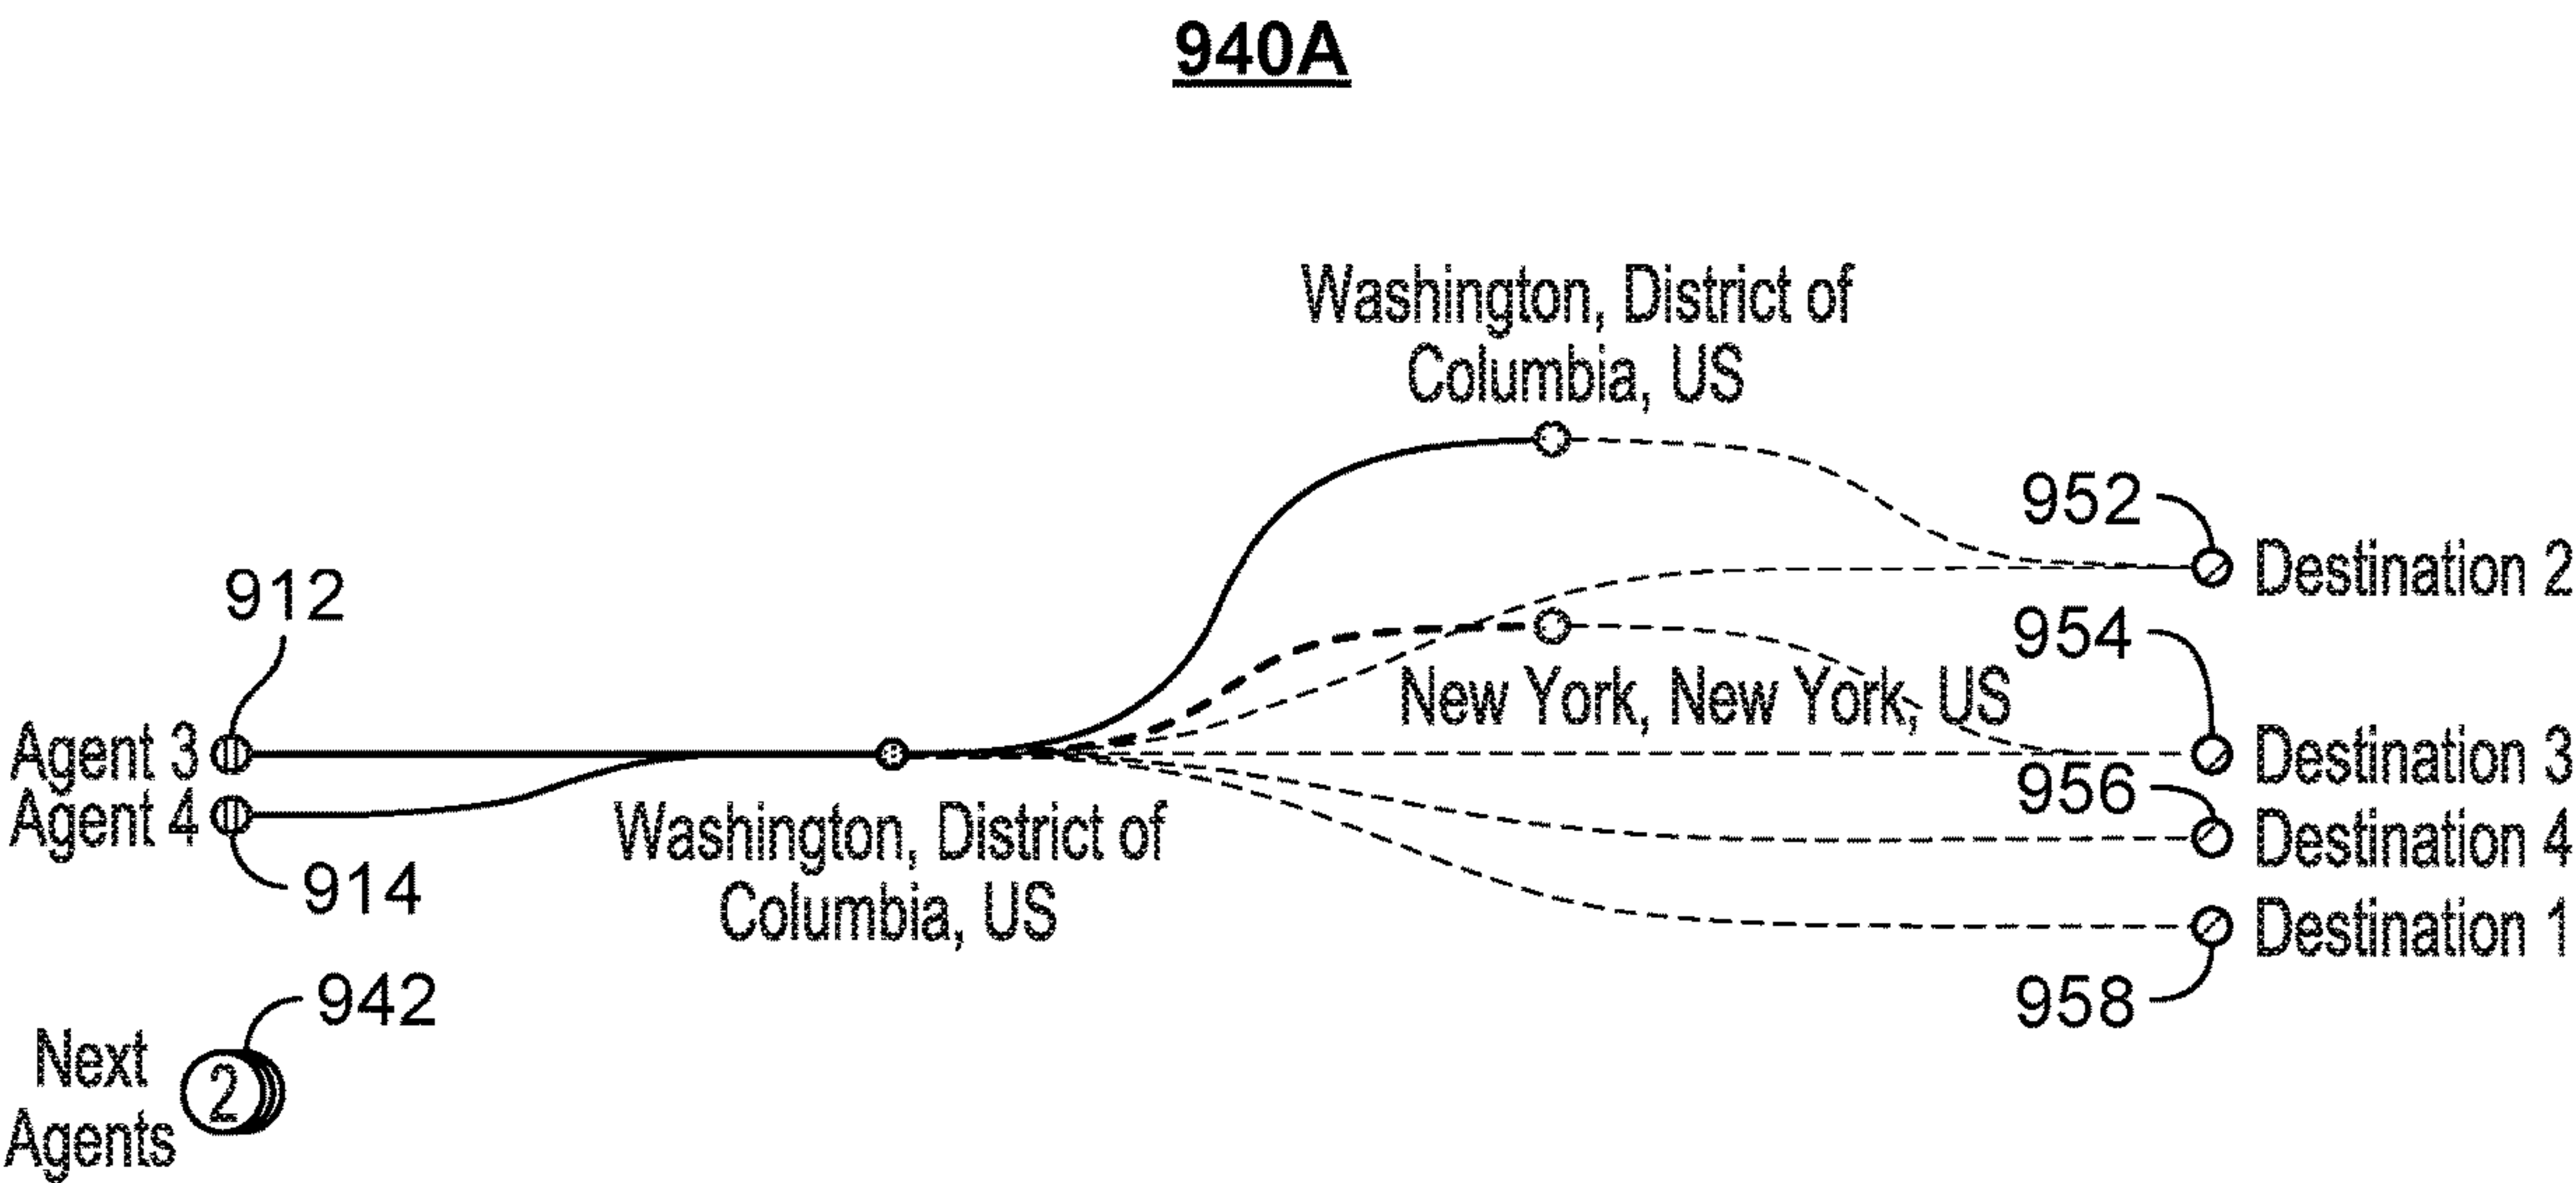 940A
Washington, District of
Columbia, US
952
Destination 2
912
954
New York, New York, US
Agent 3
Destination 3
Agent 4
956
Washington, District of
Columbia, US
Destination 4
914
Destination 1
942
958
Next
Agents
2